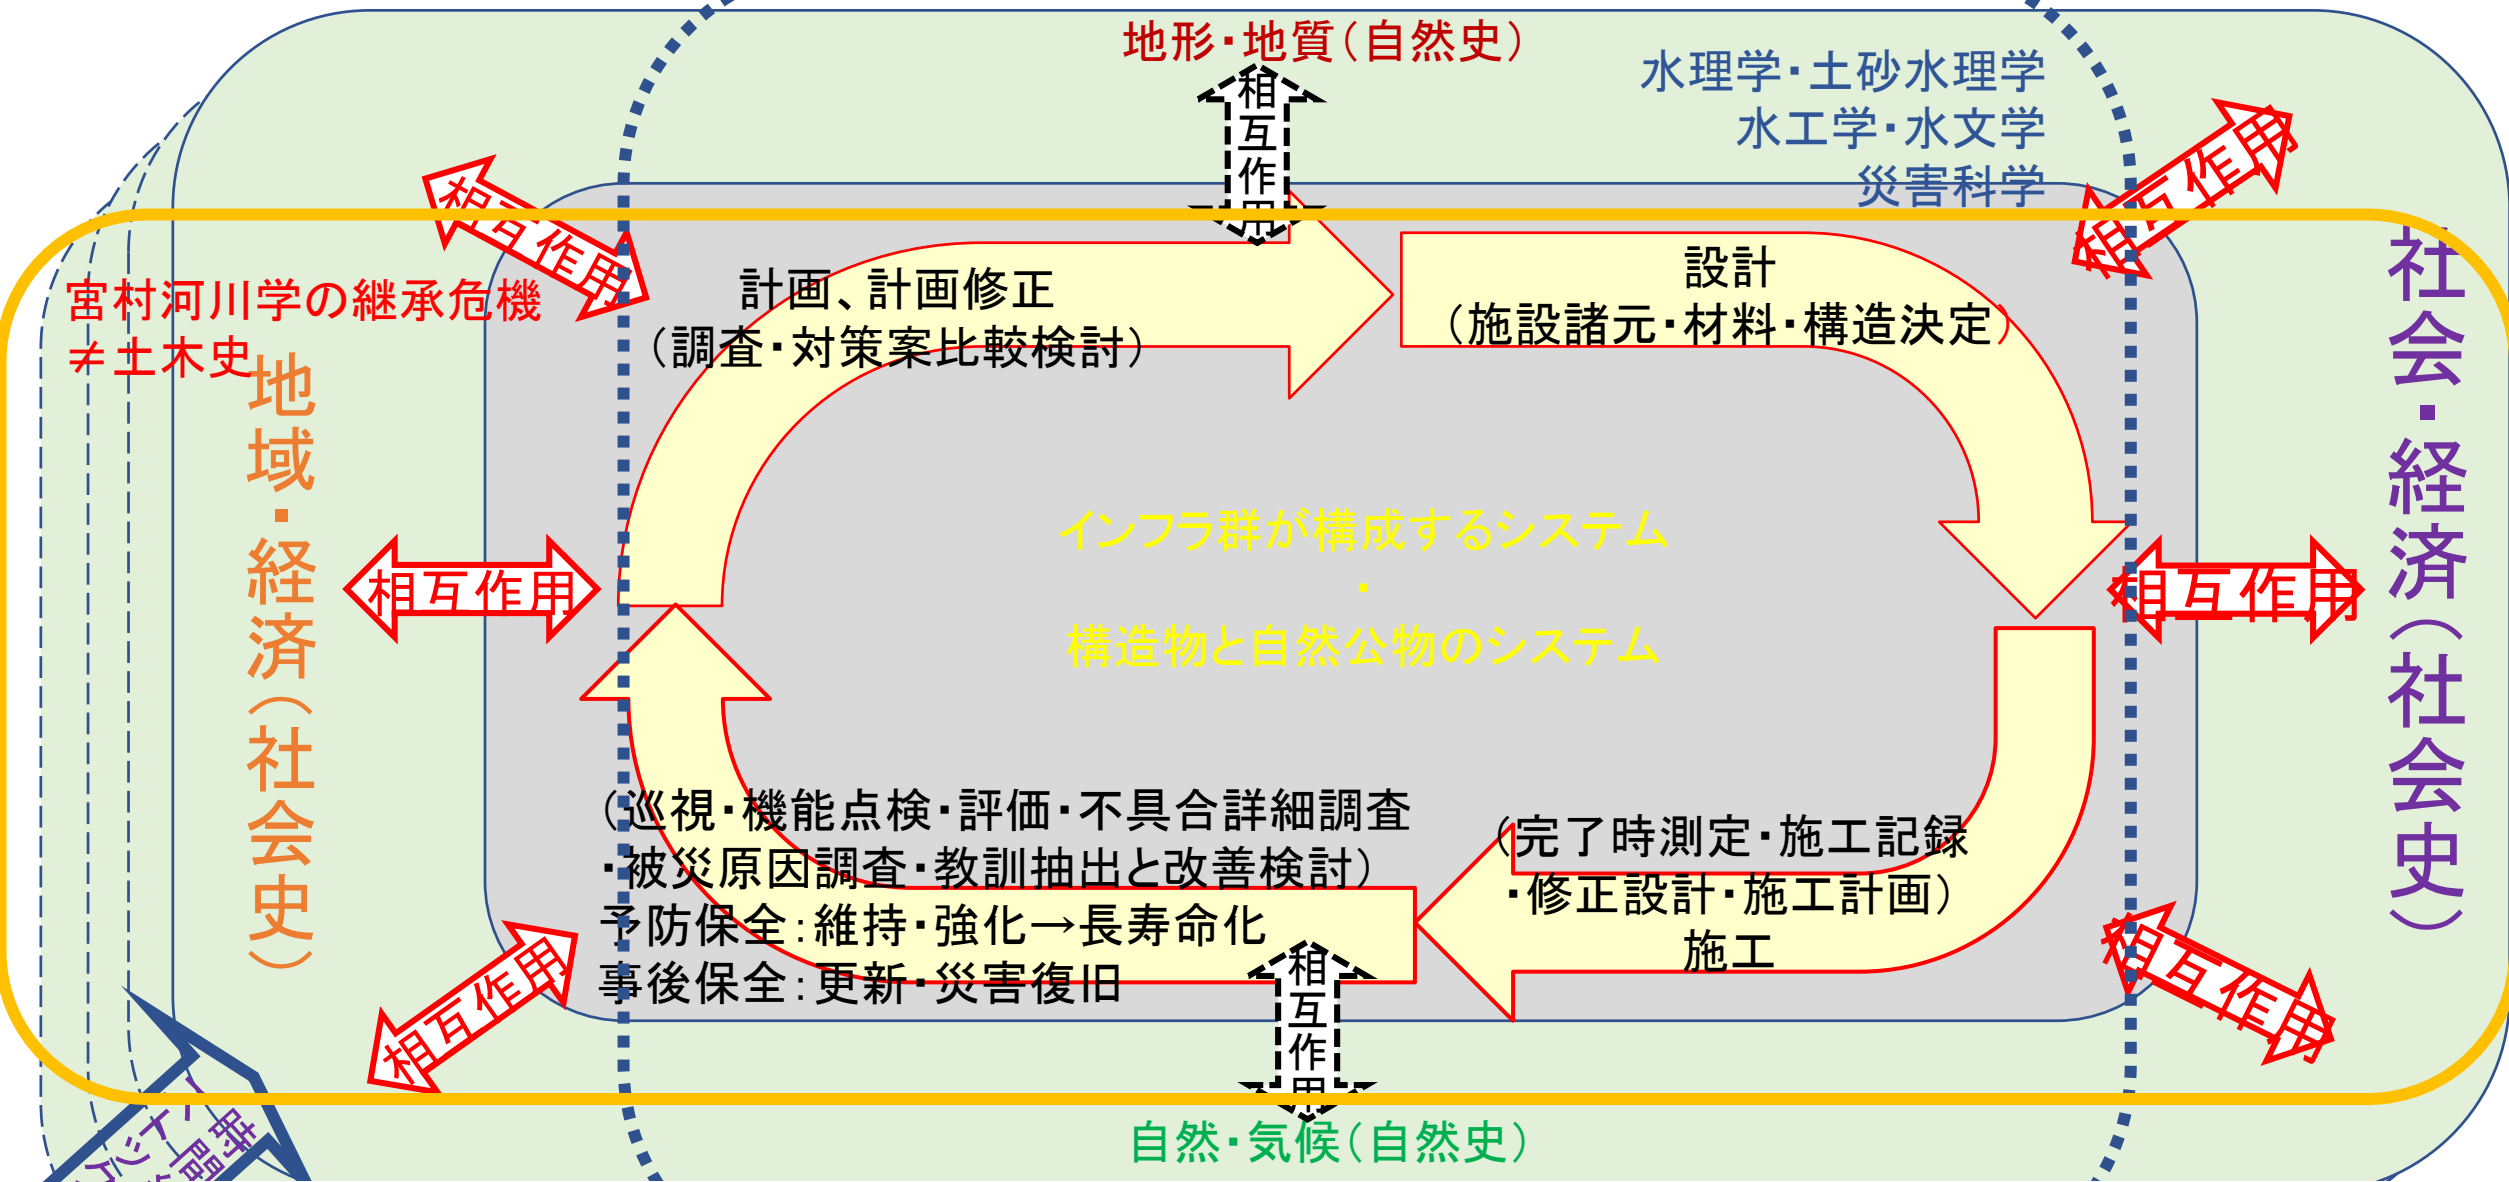 地形・地質（自然史）
水理学・土砂水理学
水工学・水文学
災害科学
相互作用
相互作用
相互作用
宮村河川学の継承危機
≠土木史
計画、計画修正
（調査・対策案比較検討）
設計
（施設諸元・材料・構造決定）
地域・経済（社会史）
社会・経済（社会史）
インフラ群が構成するシステム
・
構造物と自然公物のシステム
相互作用
相互作用
（巡視・機能点検・評価・不具合詳細調査
・被災原因調査・教訓抽出と改善検討）
予防保全：維持・強化→長寿命化
事後保全：更新・災害復旧
（完了時測定・施工記録
・修正設計・施工計画）
施工
相互作用
相互作用
相互作用
自然・気候（自然史）